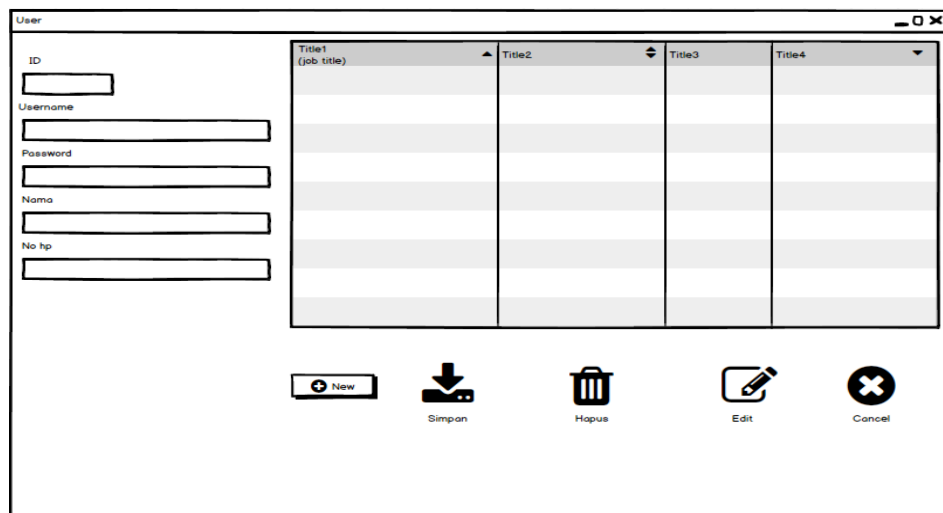 User
ID
Username
Password
Nama
No hp
Title1
(job title)
Title2
Title3
Title4
New
Simpan
Hapus
Edit
Cancel